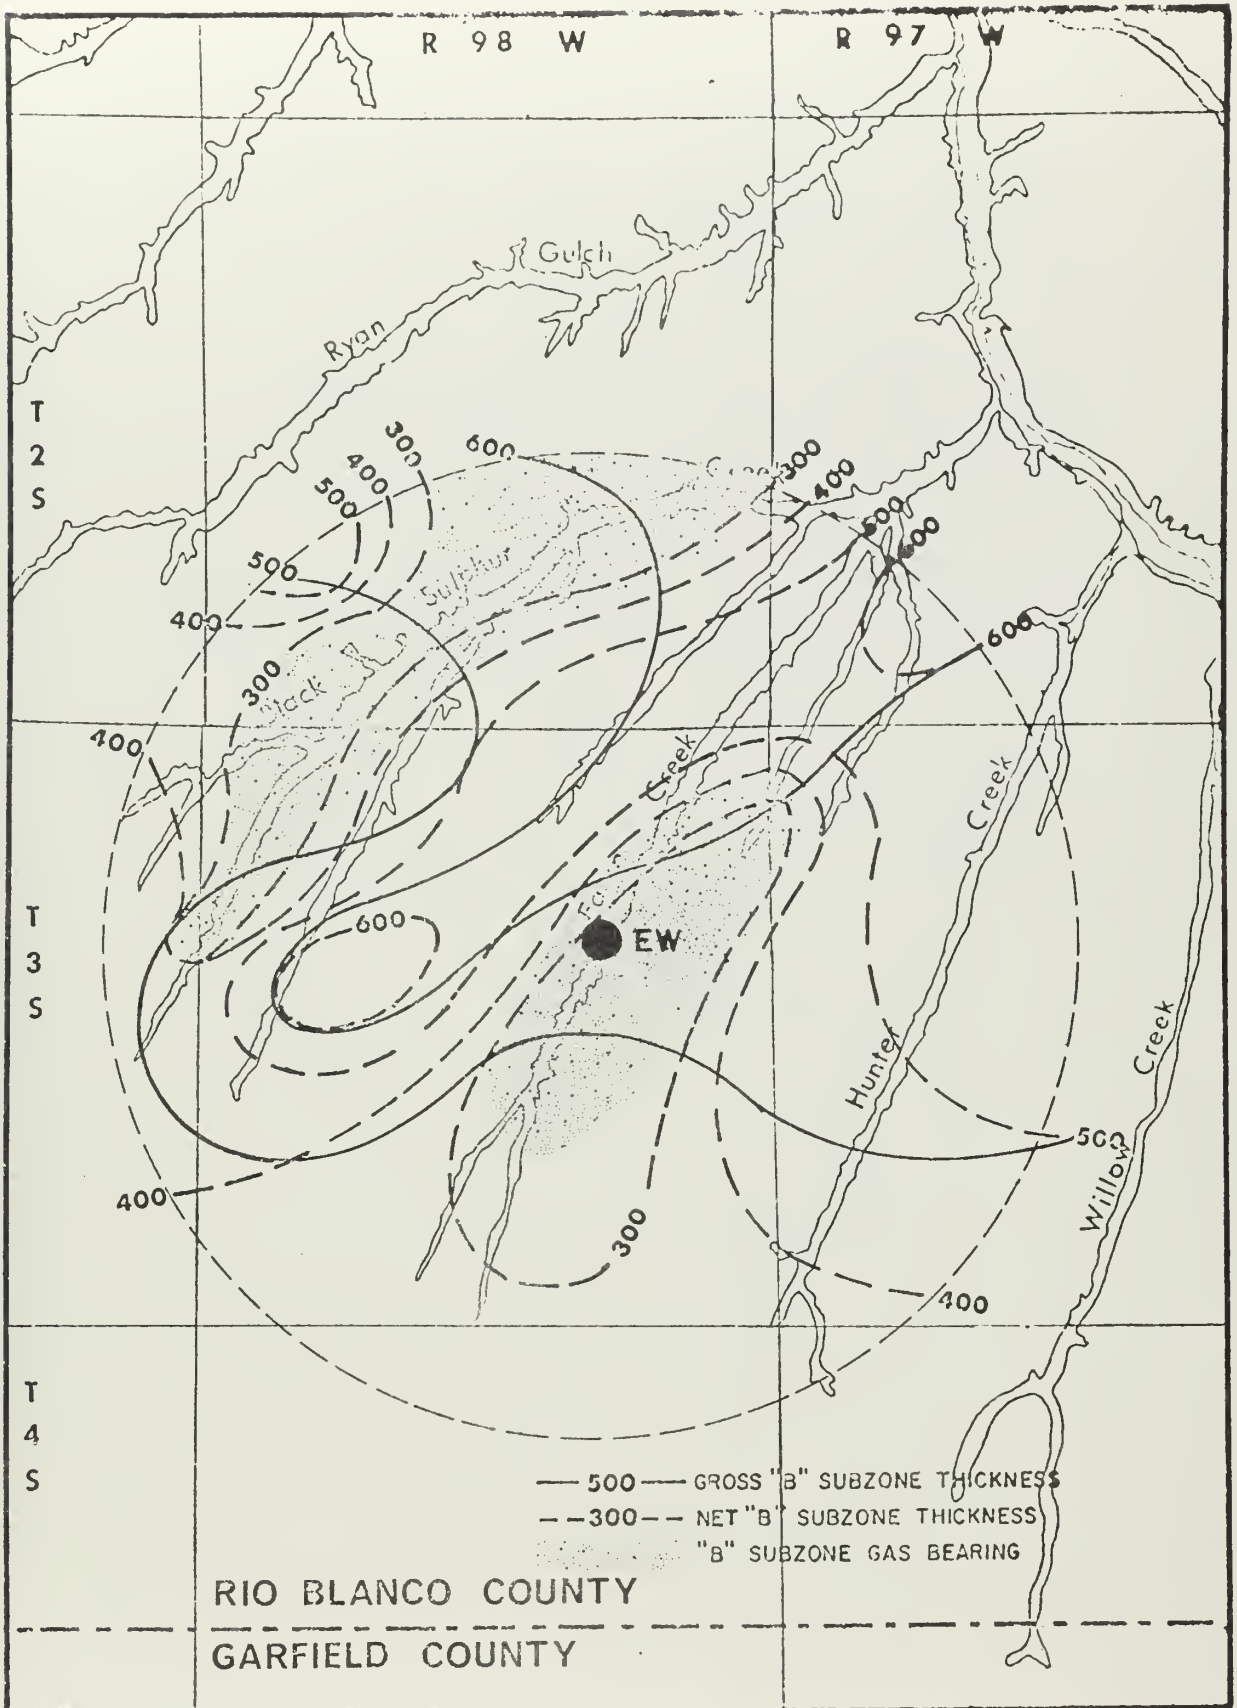 R 98 W
R 97 W
Gulch
Ryan
T
2
S
300
600
400
500
300
400
500
600
Sulphur
500
400
600
300
Black
400
Creek
Creek
T
3
S
600
EW
Hunter
Creek
500
Willow
400
300
400
T
4
S
500 GROSS "B" SUBZONE THICKNESS
300 NET "B" SUBZONE THICKNESS
"B" SUBZONE GAS BEARING
RIO BLANCO COUNTY
GARFIELD COUNTY